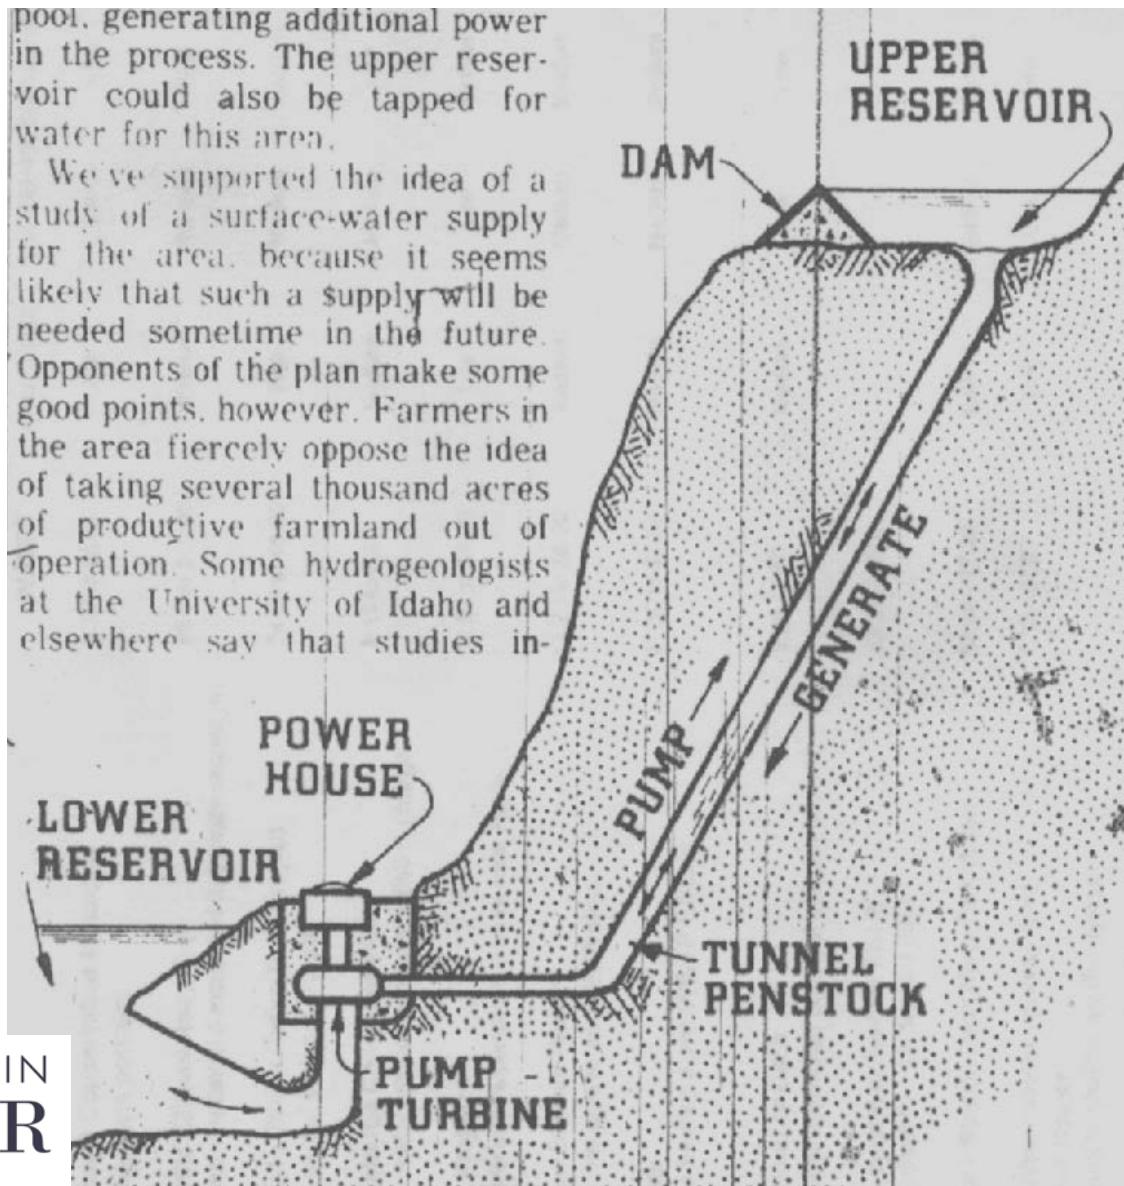 pool, generating additional power
in the process. The upper reser-
voir could also be tapped for
water for this area.
We've supported the idea of a
study of a surface-water supply
for the area, because it seems
likely that such a supply will be
needed sometime in the future.
Opponents of the plan make some
good points, however. Farmers in
the area fiercely oppose the idea
of taking several thousand acres
of productive farmland out of
operation. Some hydrogeologists
at the University of Idaho and
elsewhere say that studies in-
UPPER
RESERVOIR
DAM
GENERATE
PUMP
POWER
HOUSE
LOWER
RESERVOIR
TUNNEL
PENSTOCK
PUMP
TURBINE
IN
R